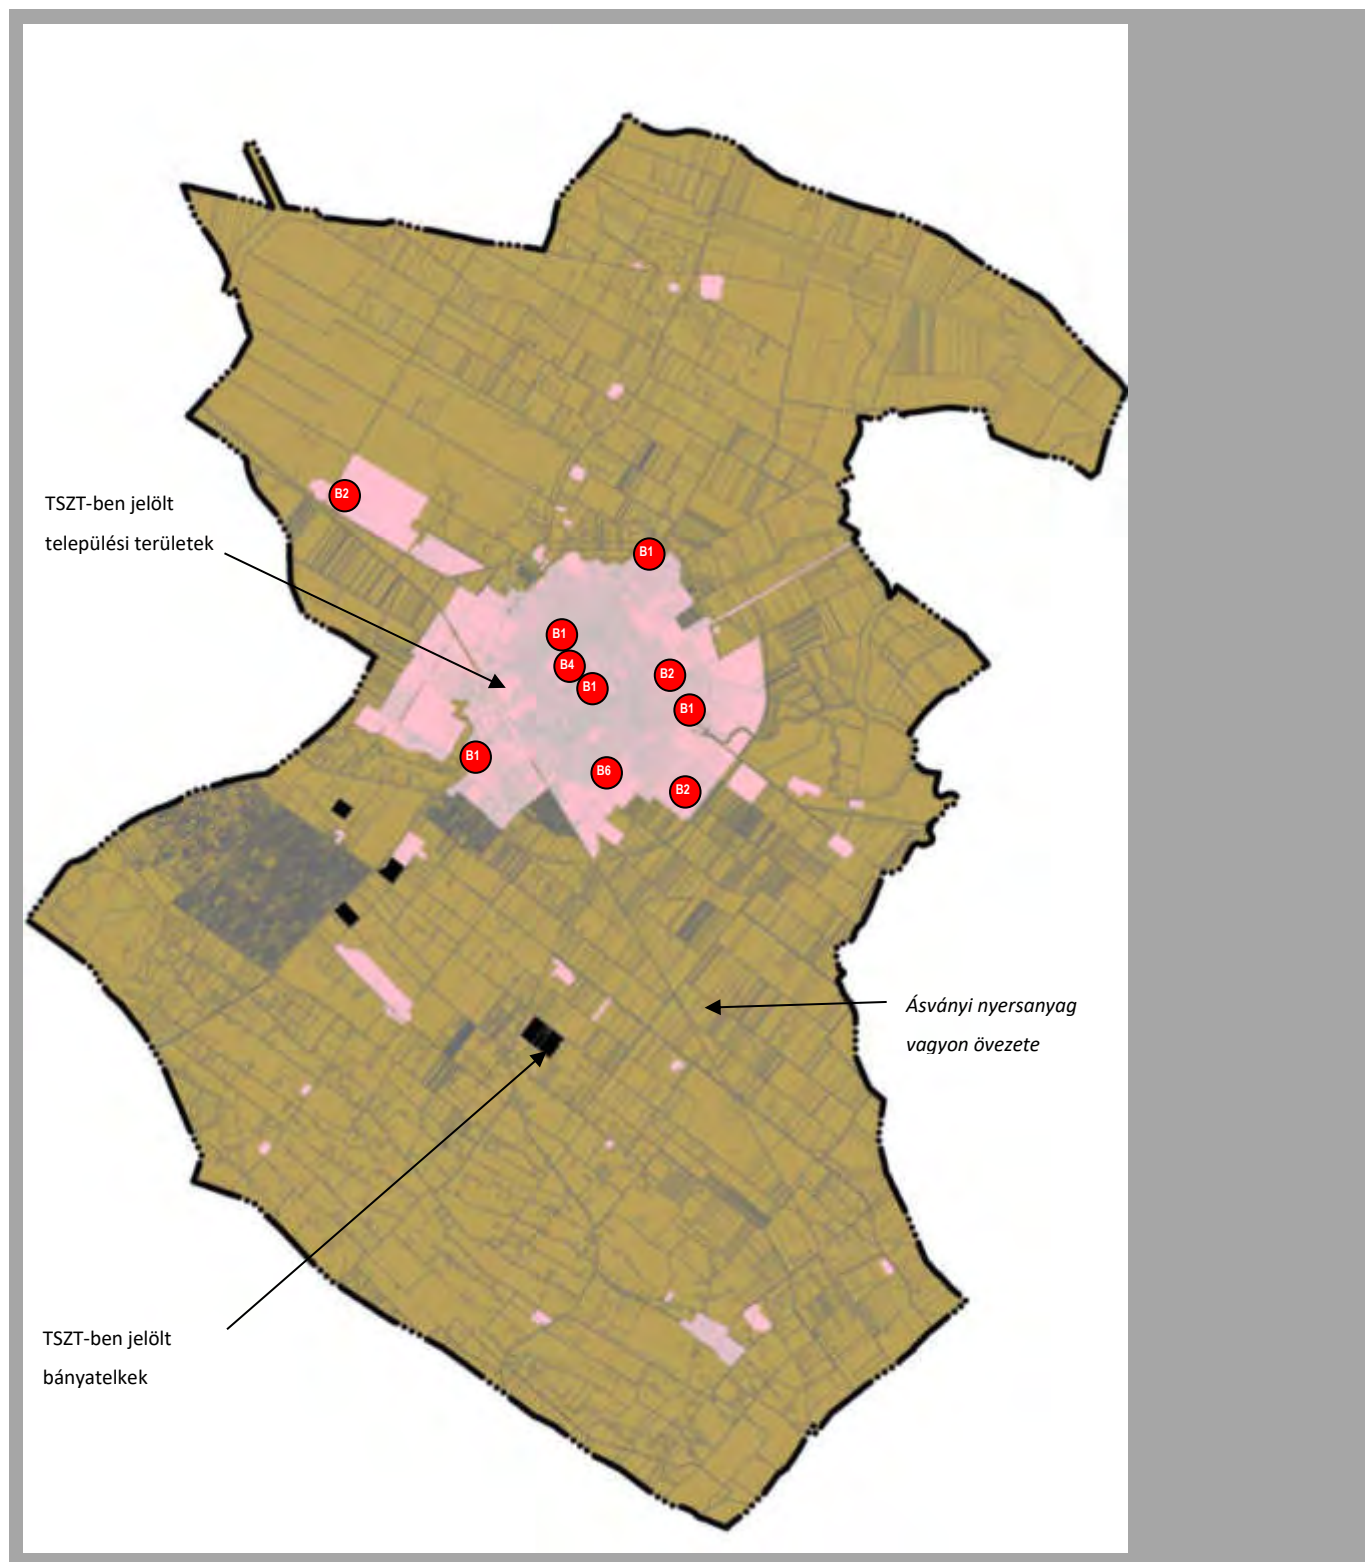 B2
TSZT-ben jelölt
települési területek
B1
B1
B4
B2
B1
B1
B1
B6
B2
Ásványi nyersanyag
vagyon övezete
TSZT-ben jelölt
bányatelkek